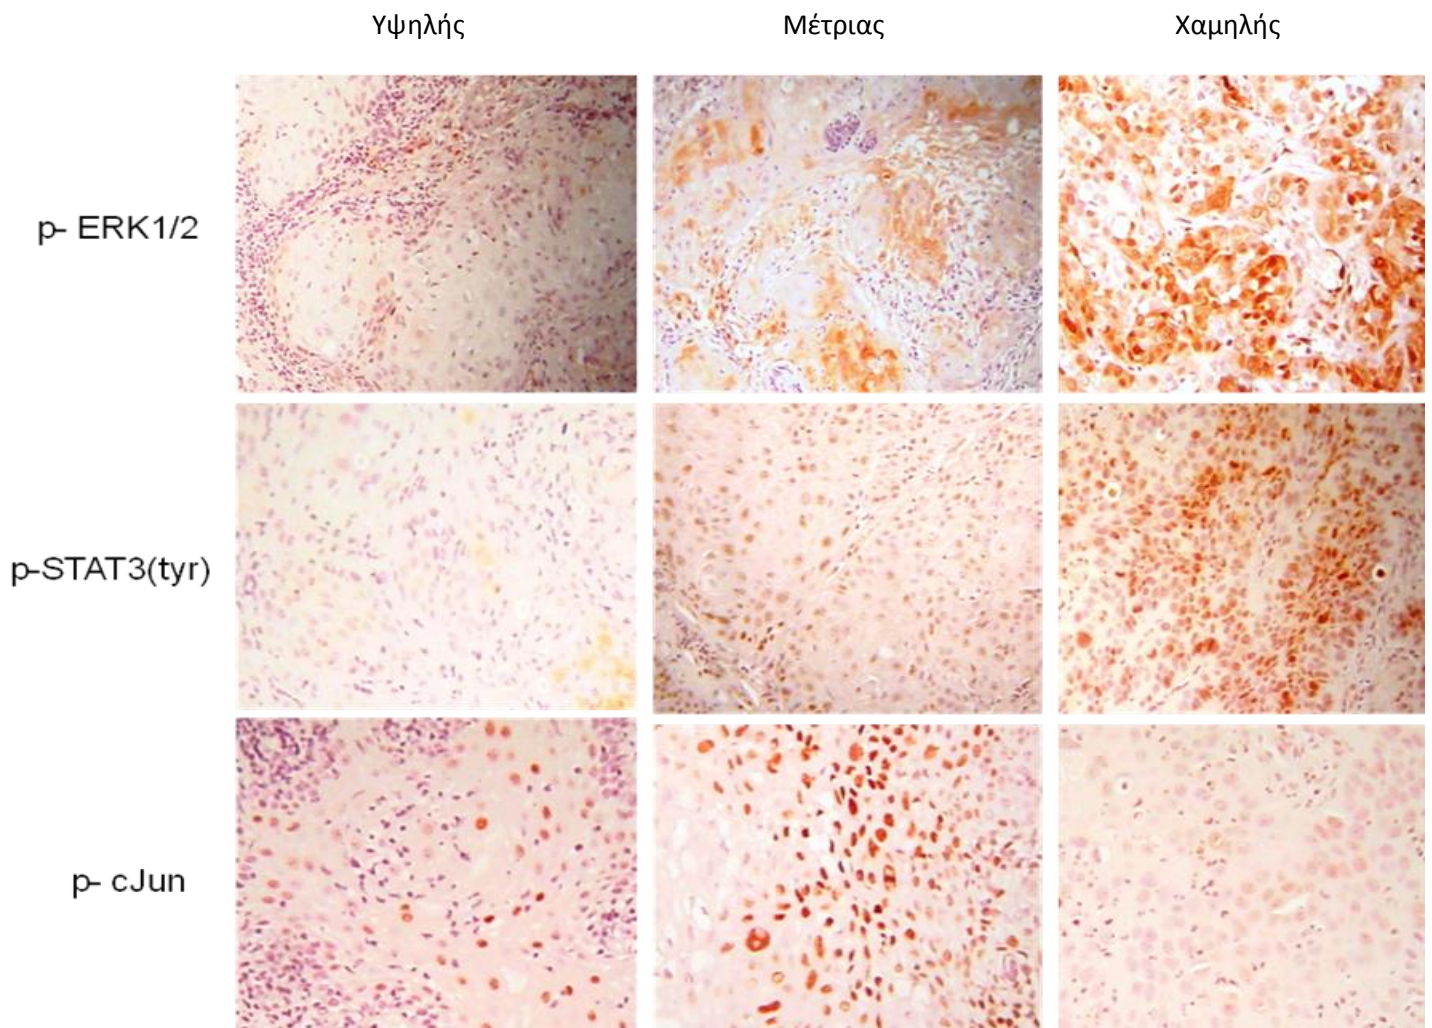 Υψηλής Μέτριας Χαμηλής
p- ERK1/2
p-STAT3(tyr)
p- cJun